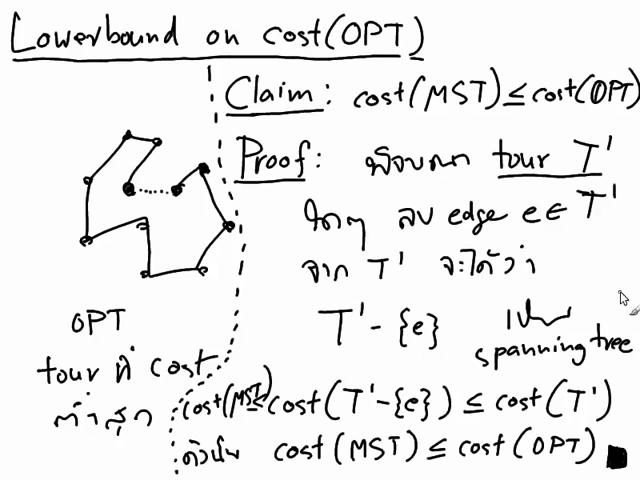 Lowerbound on cost(OPT)
Claim: cost(MST) ≤ cost(OPT)
Proof: พิจารณา tour T'
ใดๆ ลบ edge e ∈ T'
จาก T' จะได้ว่า
T' - {e} เป็น
spanning tree
cost(MST) ≤ cost(T' - {e}) ≤ cost(T')
ดังนั้น cost(MST) ≤ cost(OPT)
OPT
tour ที่ cost
ต่ำสุด